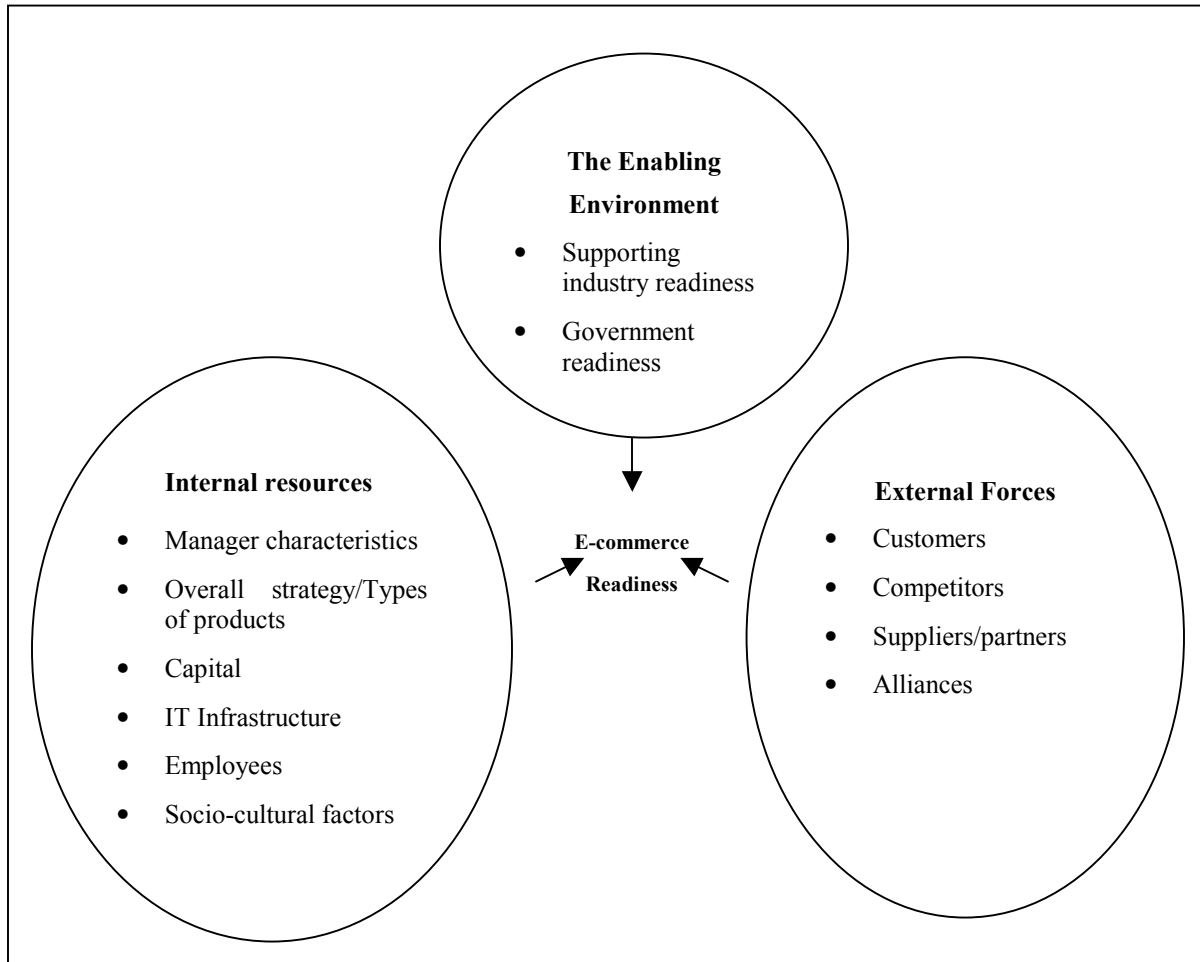 The Enabling
Environment
• Supporting
industry readiness
• Government
readiness
Internal resources
• Manager characteristics
• Overall strategy/Types
of products
• Capital
• IT Infrastructure
• Employees
• Socio-cultural factors
E-commerce
Readiness
External Forces
• Customers
• Competitors
• Suppliers/partners
• Alliances